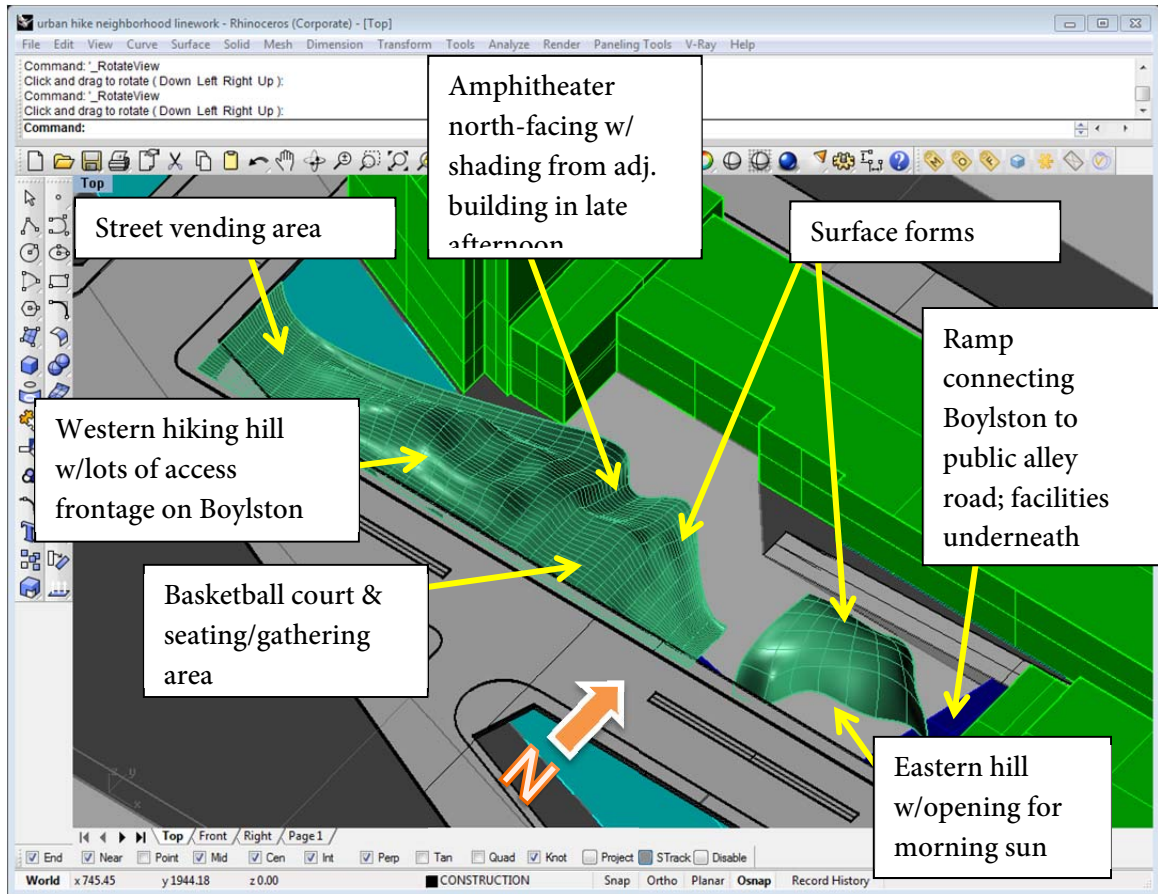 urban hike neighborhood linework - Rhinoceros (Corporate) - [Top]
File Edit View Curve Surface Solid Mesh Dimension Transform Tools Analyze Render Paneling Tools V-Ray Help
Command: '_RotateView
Click and drag to rotate ( Down Left Right Up ):
Command: '_RotateView
Click and drag to rotate ( Down Left Right Up ):
Command:
Top
Street vending area
Amphitheater
north-facing w/
shading from adj.
building in late
afternoon
Surface forms
Ramp
connecting
Boylston to
public alley
road; facilities
underneath
Western hiking hill
w/lots of access
frontage on Boylston
Basketball court &
seating/gathering
area
N
Eastern hill
w/opening for
morning sun
z y
x
Top Front Right Page 1
End Near Point Mid Cen Int Perp Tan Quad Knot Project STrack Disable
World x 745.45 y 1944.18 z 0.00 CONSTRUCTION Snap Ortho Planar Osnap Record History